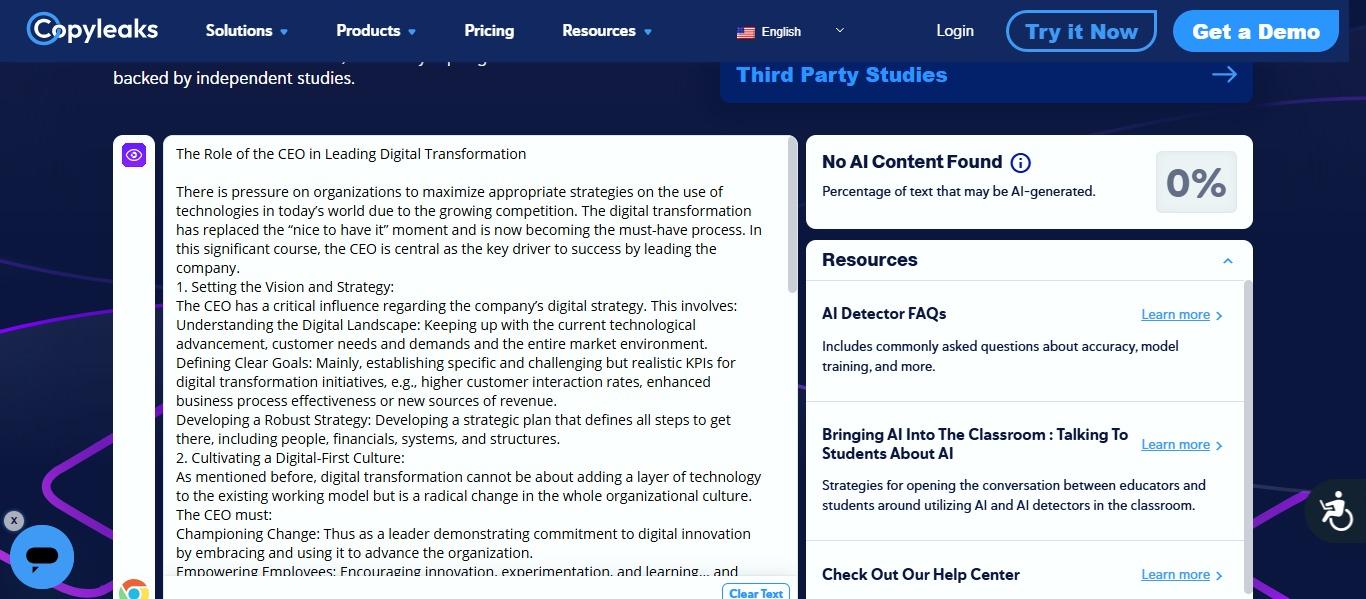 Copyleaks
Solutions
Products
Pricing
Resources
English
Login
Try it Now
Get a Demo
backed by independent studies.
Third Party Studies
The Role of the CEO in Leading Digital Transformation
There is pressure on organizations to maximize appropriate strategies on the use of
technologies in today’s world due to the growing competition. The digital transformation
has replaced the “nice to have it” moment and is now becoming the must-have process. In
this significant course, the CEO is central as the key driver to success by leading the
company.
1. Setting the Vision and Strategy:
The CEO has a critical influence regarding the company’s digital strategy. This involves:
Understanding the Digital Landscape: Keeping up with the current technological
advancement, customer needs and demands and the entire market environment.
Defining Clear Goals: Mainly, establishing specific and challenging but realistic KPIs for
digital transformation initiatives, e.g., higher customer interaction rates, enhanced
business process effectiveness or new sources of revenue.
Developing a Robust Strategy: Developing a strategic plan that defines all steps to get
there, including people, financials, systems, and structures.
2. Cultivating a Digital-First Culture:
As mentioned before, digital transformation cannot be about adding a layer of technology
to the existing working model but is a radical change in the whole organizational culture.
The CEO must:
Championing Change: Thus as a leader demonstrating commitment to digital innovation
by embracing and using it to advance the organization.
Empowering Employees: Encouraging innovation, experimentation, and learning... and
Clear Text
No AI Content Found
Percentage of text that may be AI-generated.
0%
Resources
AI Detector FAQs
Learn more
Includes commonly asked questions about accuracy, model
training, and more.
Bringing AI Into The Classroom : Talking To
Students About AI
Learn more
Strategies for opening the conversation between educators and
students around utilizing AI and AI detectors in the classroom.
Check Out Our Help Center
Learn more
x